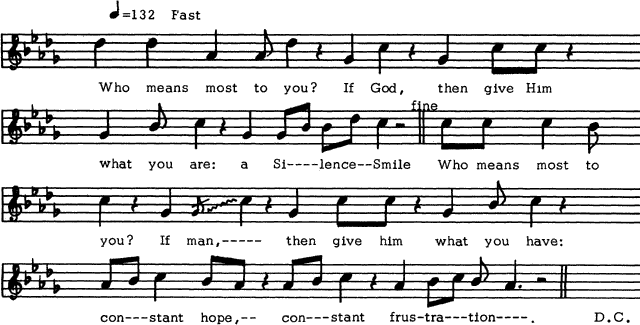 =132 Fast
Who means most to you? If God, then give Him
fine
what you are: a Si----lence--Smile Who means most to
you? If man,----- then give him what you have:
con---stant hope,-- con---stant frus-tra---tion----. D.C.